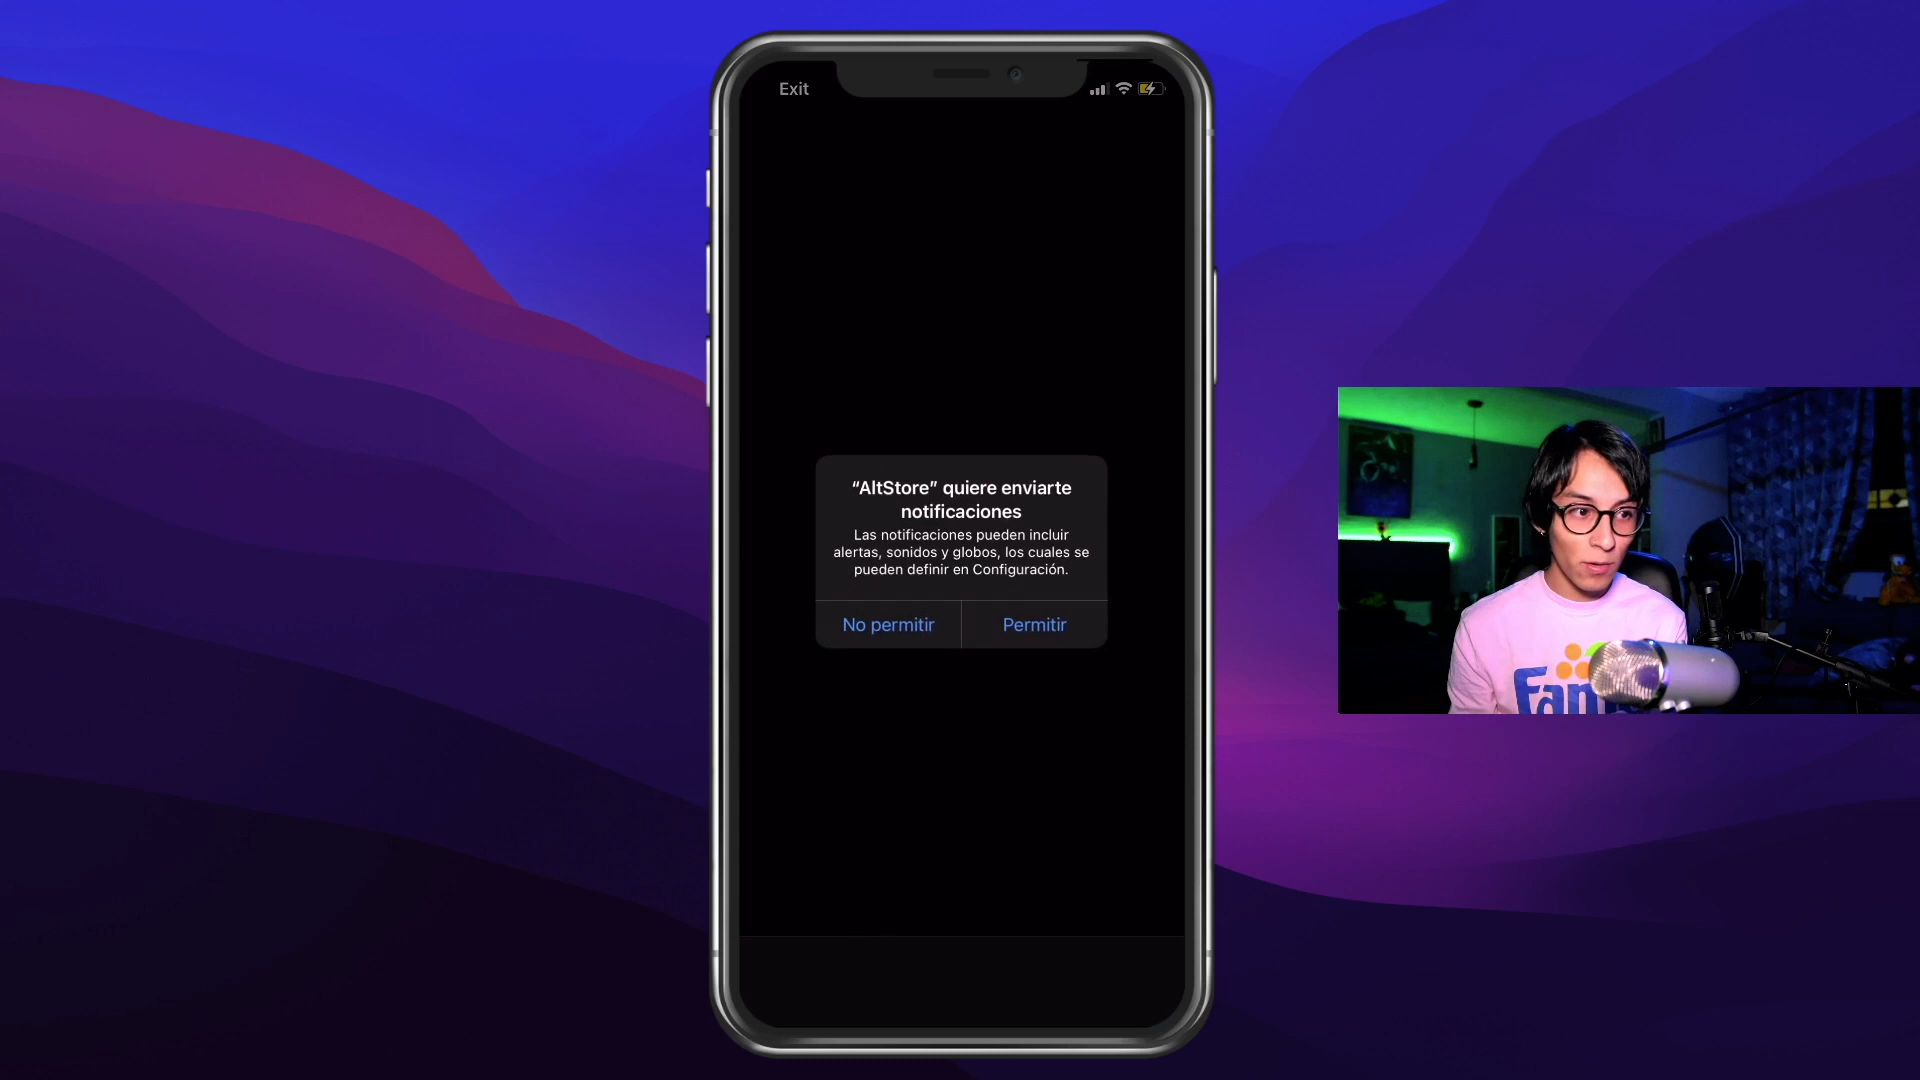 Exit
“AltStore” quiere enviarte
notificaciones
Las notificaciones pueden incluir
alertas, sonidos y globos, los cuales se
pueden definir en Configuración.
No permitir
Permitir
Fan